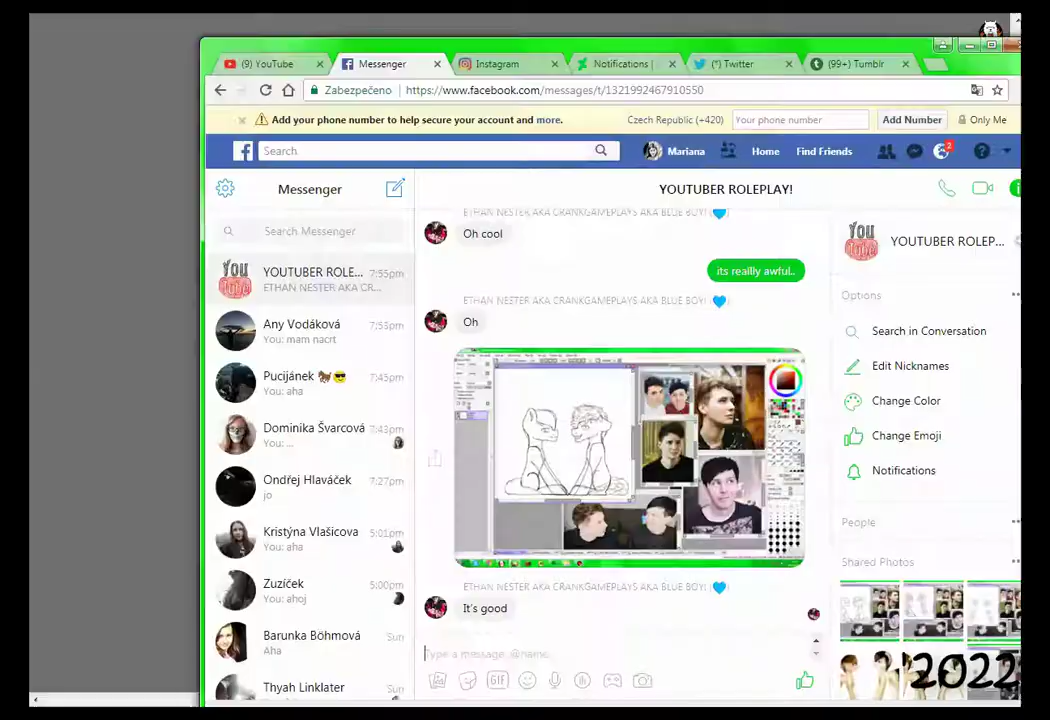 (9) YouTube
Messenger
Instagram
Notifications |
(*) Twitter
(99+) Tumblr
Zabezpečeno
https://www.facebook.com/messages/t/1321992467910550
Add your phone number to help secure your account and more.
Czech Republic (+420)
Your phone number
Add Number
Only Me
Search
Mariana
Home
Find Friends
2
Messenger
YOUTUBER ROLEPLAY!
Search Messenger
YOUTUBER ROLE...
7:55pm
ETHAN NESTER AKA CR...
Any Vodáková
7:53pm
You: mam nacrt
Pucijánek 🐎😎
7:45pm
You: aha
Dominika Švarcová
7:43pm
You: ...
Ondřej Hlaváček
7:27pm
jo
Kristýna Vlašicova
5:01pm
You: aha
Zuzíček
5:00pm
You: ahoj
Barunka Böhmová
Sun
Aha
Thyah Linklater
Sun
ETHAN NESTER AKA CRANKGAMEPLAYS AKA BLUE BOY! (💙)
Oh cool
its reallly awful..
ETHAN NESTER AKA CRANKGAMEPLAYS AKA BLUE BOY! (💙)
Oh
ETHAN NESTER AKA CRANKGAMEPLAYS AKA BLUE BOY! (💙)
It's good
Type a message, @name...
GIF
You
Tube
YOUTUBER ROLEP...
Options
Search in Conversation
Edit Nicknames
Change Color
Change Emoji
Notifications
People
Shared Photos
2022